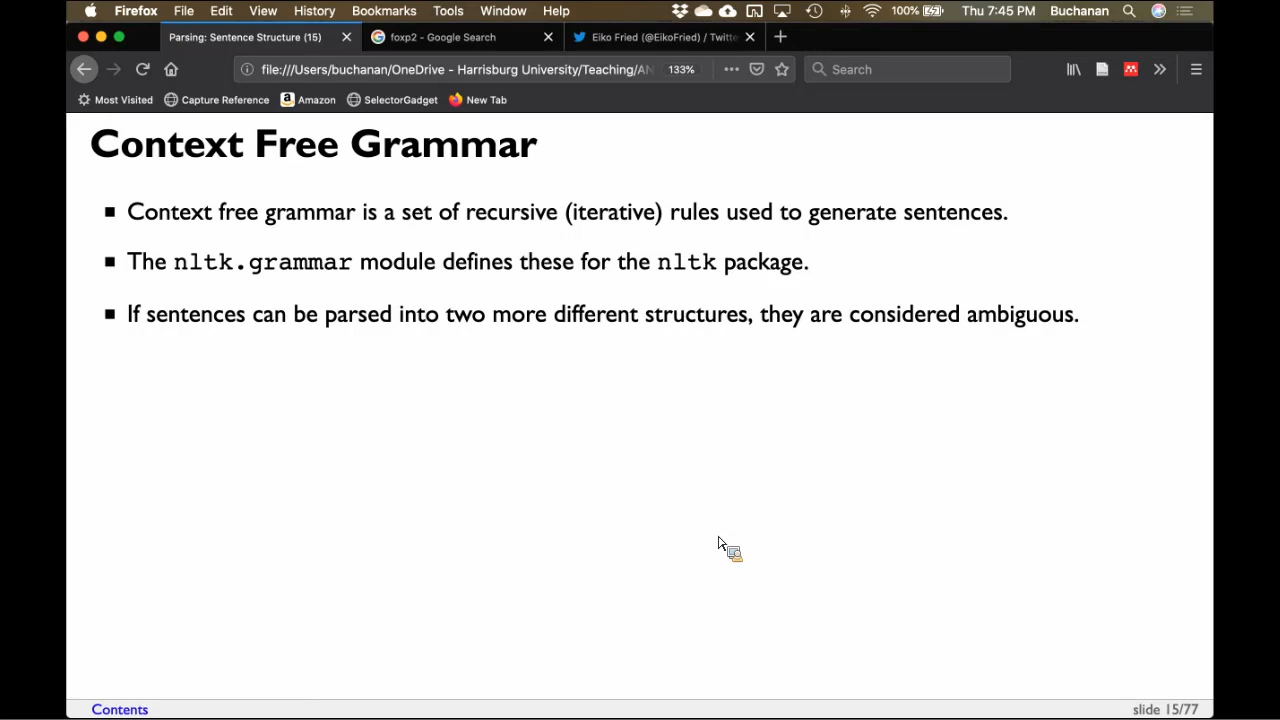 Firefox File Edit View History Bookmarks Tools Window Help 100% Thu 7:45 PM Buchanan
Parsing: Sentence Structure (15) foxp2 - Google Search Eiko Fried (@EikoFried) / Twitte
file:///Users/buchanan/OneDrive - Harrisburg University/Teaching/AN 133% Search
Most Visited Capture Reference Amazon SelectorGadget New Tab
Context Free Grammar
Context free grammar is a set of recursive (iterative) rules used to generate sentences.
The nltk.grammar module defines these for the nltk package.
If sentences can be parsed into two more different structures, they are considered ambiguous.
Contents slide 15/77